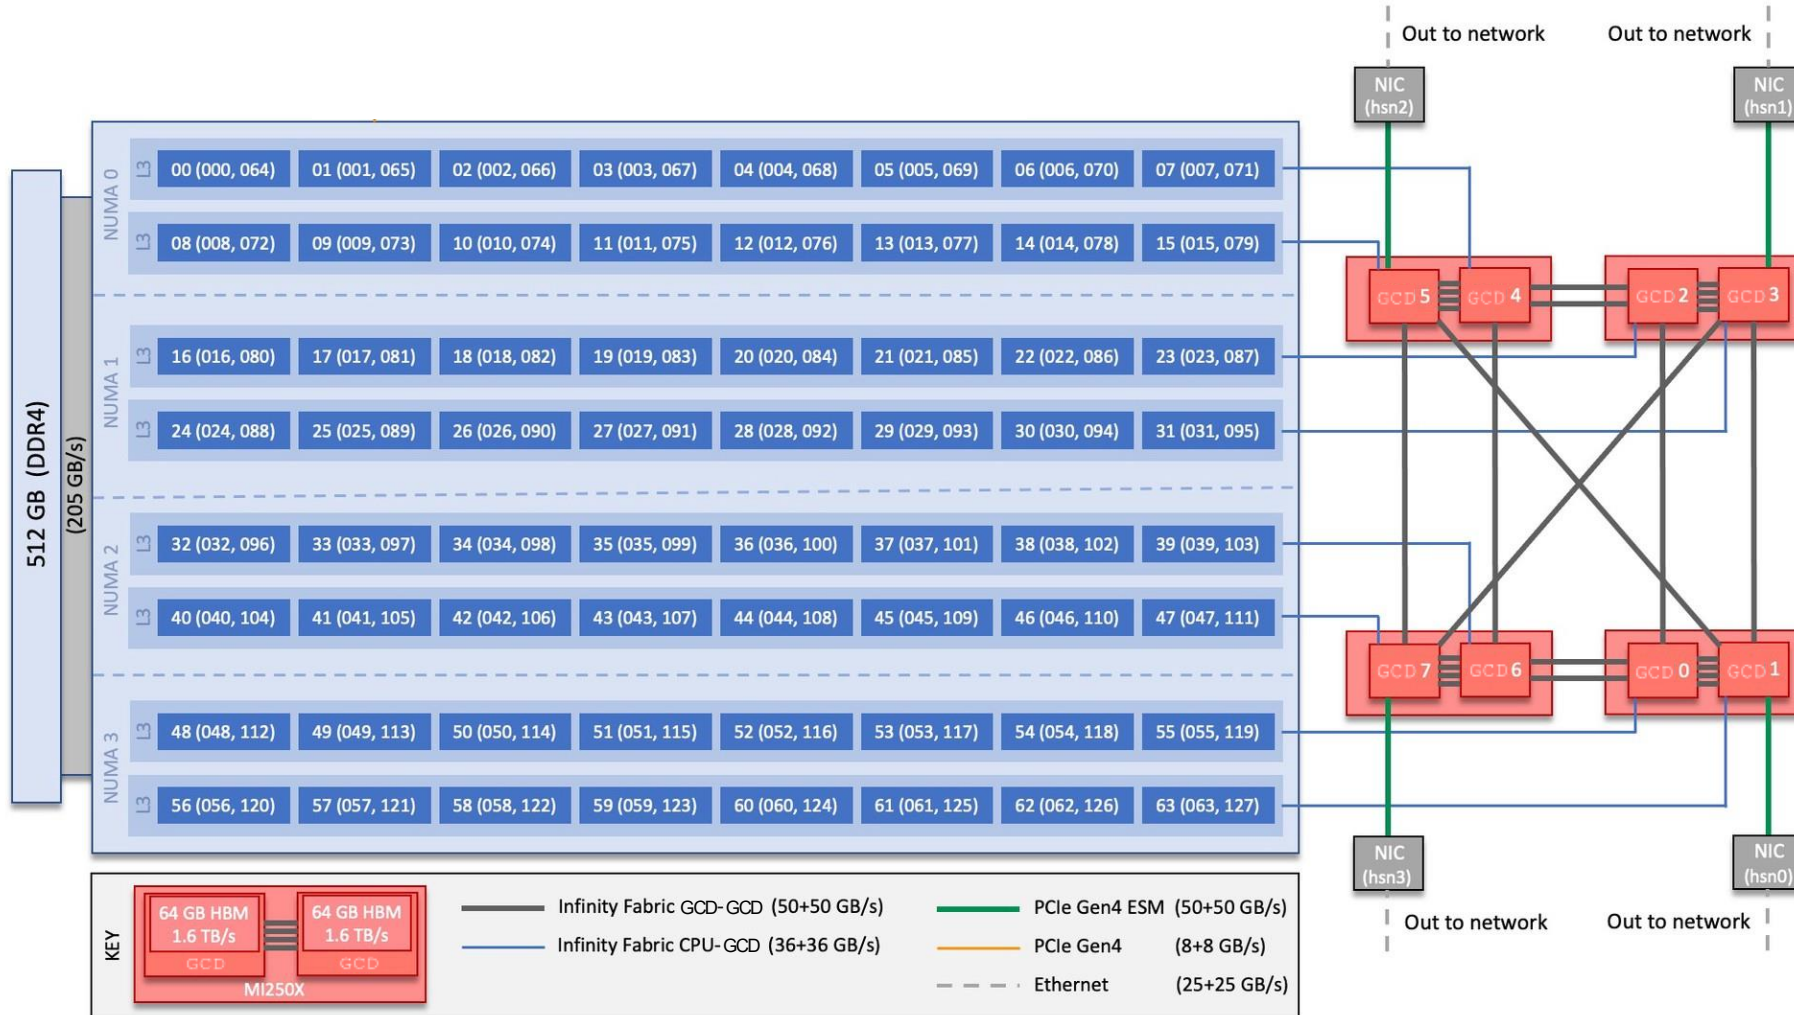 Out to network
Out to network
NIC
(hsn2)
NIC
(hsn1)
512 GB (DDR4)
(205 GB/s)
NUMA 0
L3
00 (000, 064) 01 (001, 065) 02 (002, 066) 03 (003, 067) 04 (004, 068) 05 (005, 069) 06 (006, 070) 07 (007, 071)
L3
08 (008, 072) 09 (009, 073) 10 (010, 074) 11 (011, 075) 12 (012, 076) 13 (013, 077) 14 (014, 078) 15 (015, 079)
NUMA 1
L3
16 (016, 080) 17 (017, 081) 18 (018, 082) 19 (019, 083) 20 (020, 084) 21 (021, 085) 22 (022, 086) 23 (023, 087)
L3
24 (024, 088) 25 (025, 089) 26 (026, 090) 27 (027, 091) 28 (028, 092) 29 (029, 093) 30 (030, 094) 31 (031, 095)
NUMA 2
L3
32 (032, 096) 33 (033, 097) 34 (034, 098) 35 (035, 099) 36 (036, 100) 37 (037, 101) 38 (038, 102) 39 (039, 103)
L3
40 (040, 104) 41 (041, 105) 42 (042, 106) 43 (043, 107) 44 (044, 108) 45 (045, 109) 46 (046, 110) 47 (047, 111)
NUMA 3
L3
48 (048, 112) 49 (049, 113) 50 (050, 114) 51 (051, 115) 52 (052, 116) 53 (053, 117) 54 (054, 118) 55 (055, 119)
L3
56 (056, 120) 57 (057, 121) 58 (058, 122) 59 (059, 123) 60 (060, 124) 61 (061, 125) 62 (062, 126) 63 (063, 127)
GCD 5 GCD 4 GCD 2 GCD 3
GCD 7 GCD 6 GCD 0 GCD 1
NIC
(hsn3)
NIC
(hsn0)
Out to network
Out to network
KEY
64 GB HBM
1.6 TB/s
GCD
64 GB HBM
1.6 TB/s
GCD
MI250X
Infinity Fabric GCD-GCD (50+50 GB/s)
Infinity Fabric CPU-GCD (36+36 GB/s)
PCIe Gen4 ESM (50+50 GB/s)
PCIe Gen4 (8+8 GB/s)
Ethernet (25+25 GB/s)